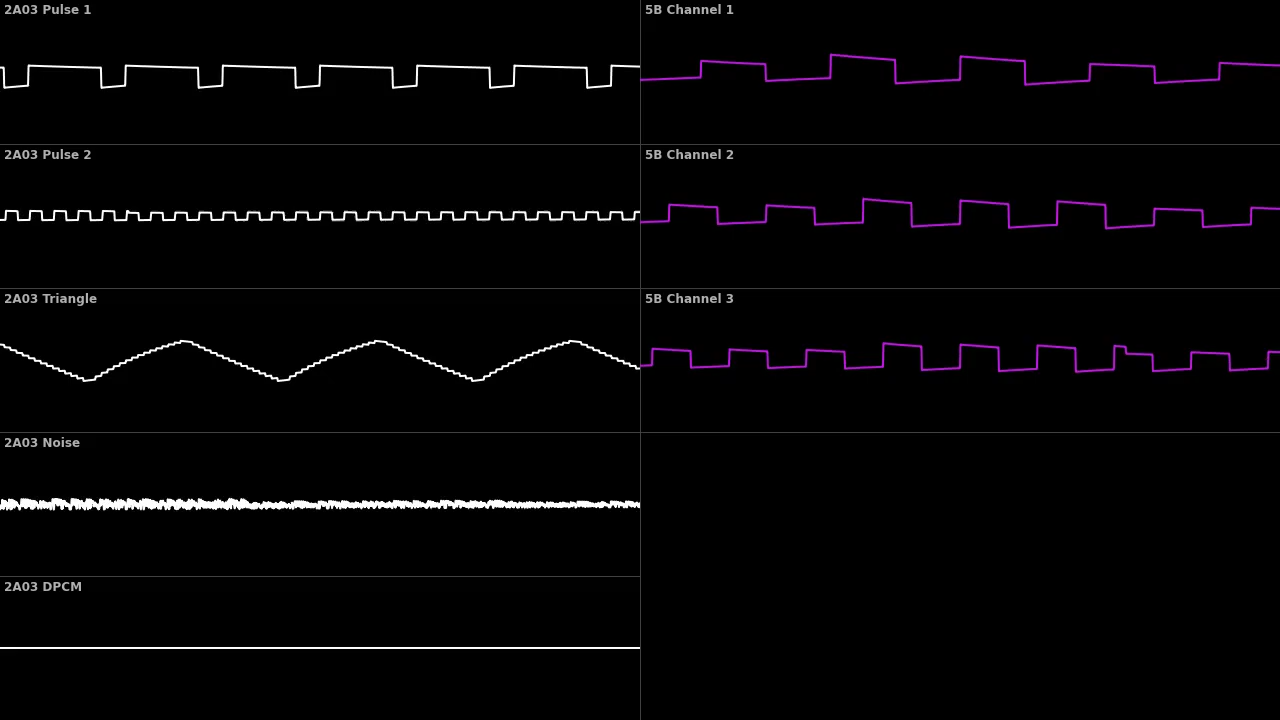 2A03 Pulse 1
5B Channel 1
2A03 Pulse 2
5B Channel 2
2A03 Triangle
5B Channel 3
2A03 Noise
2A03 DPCM